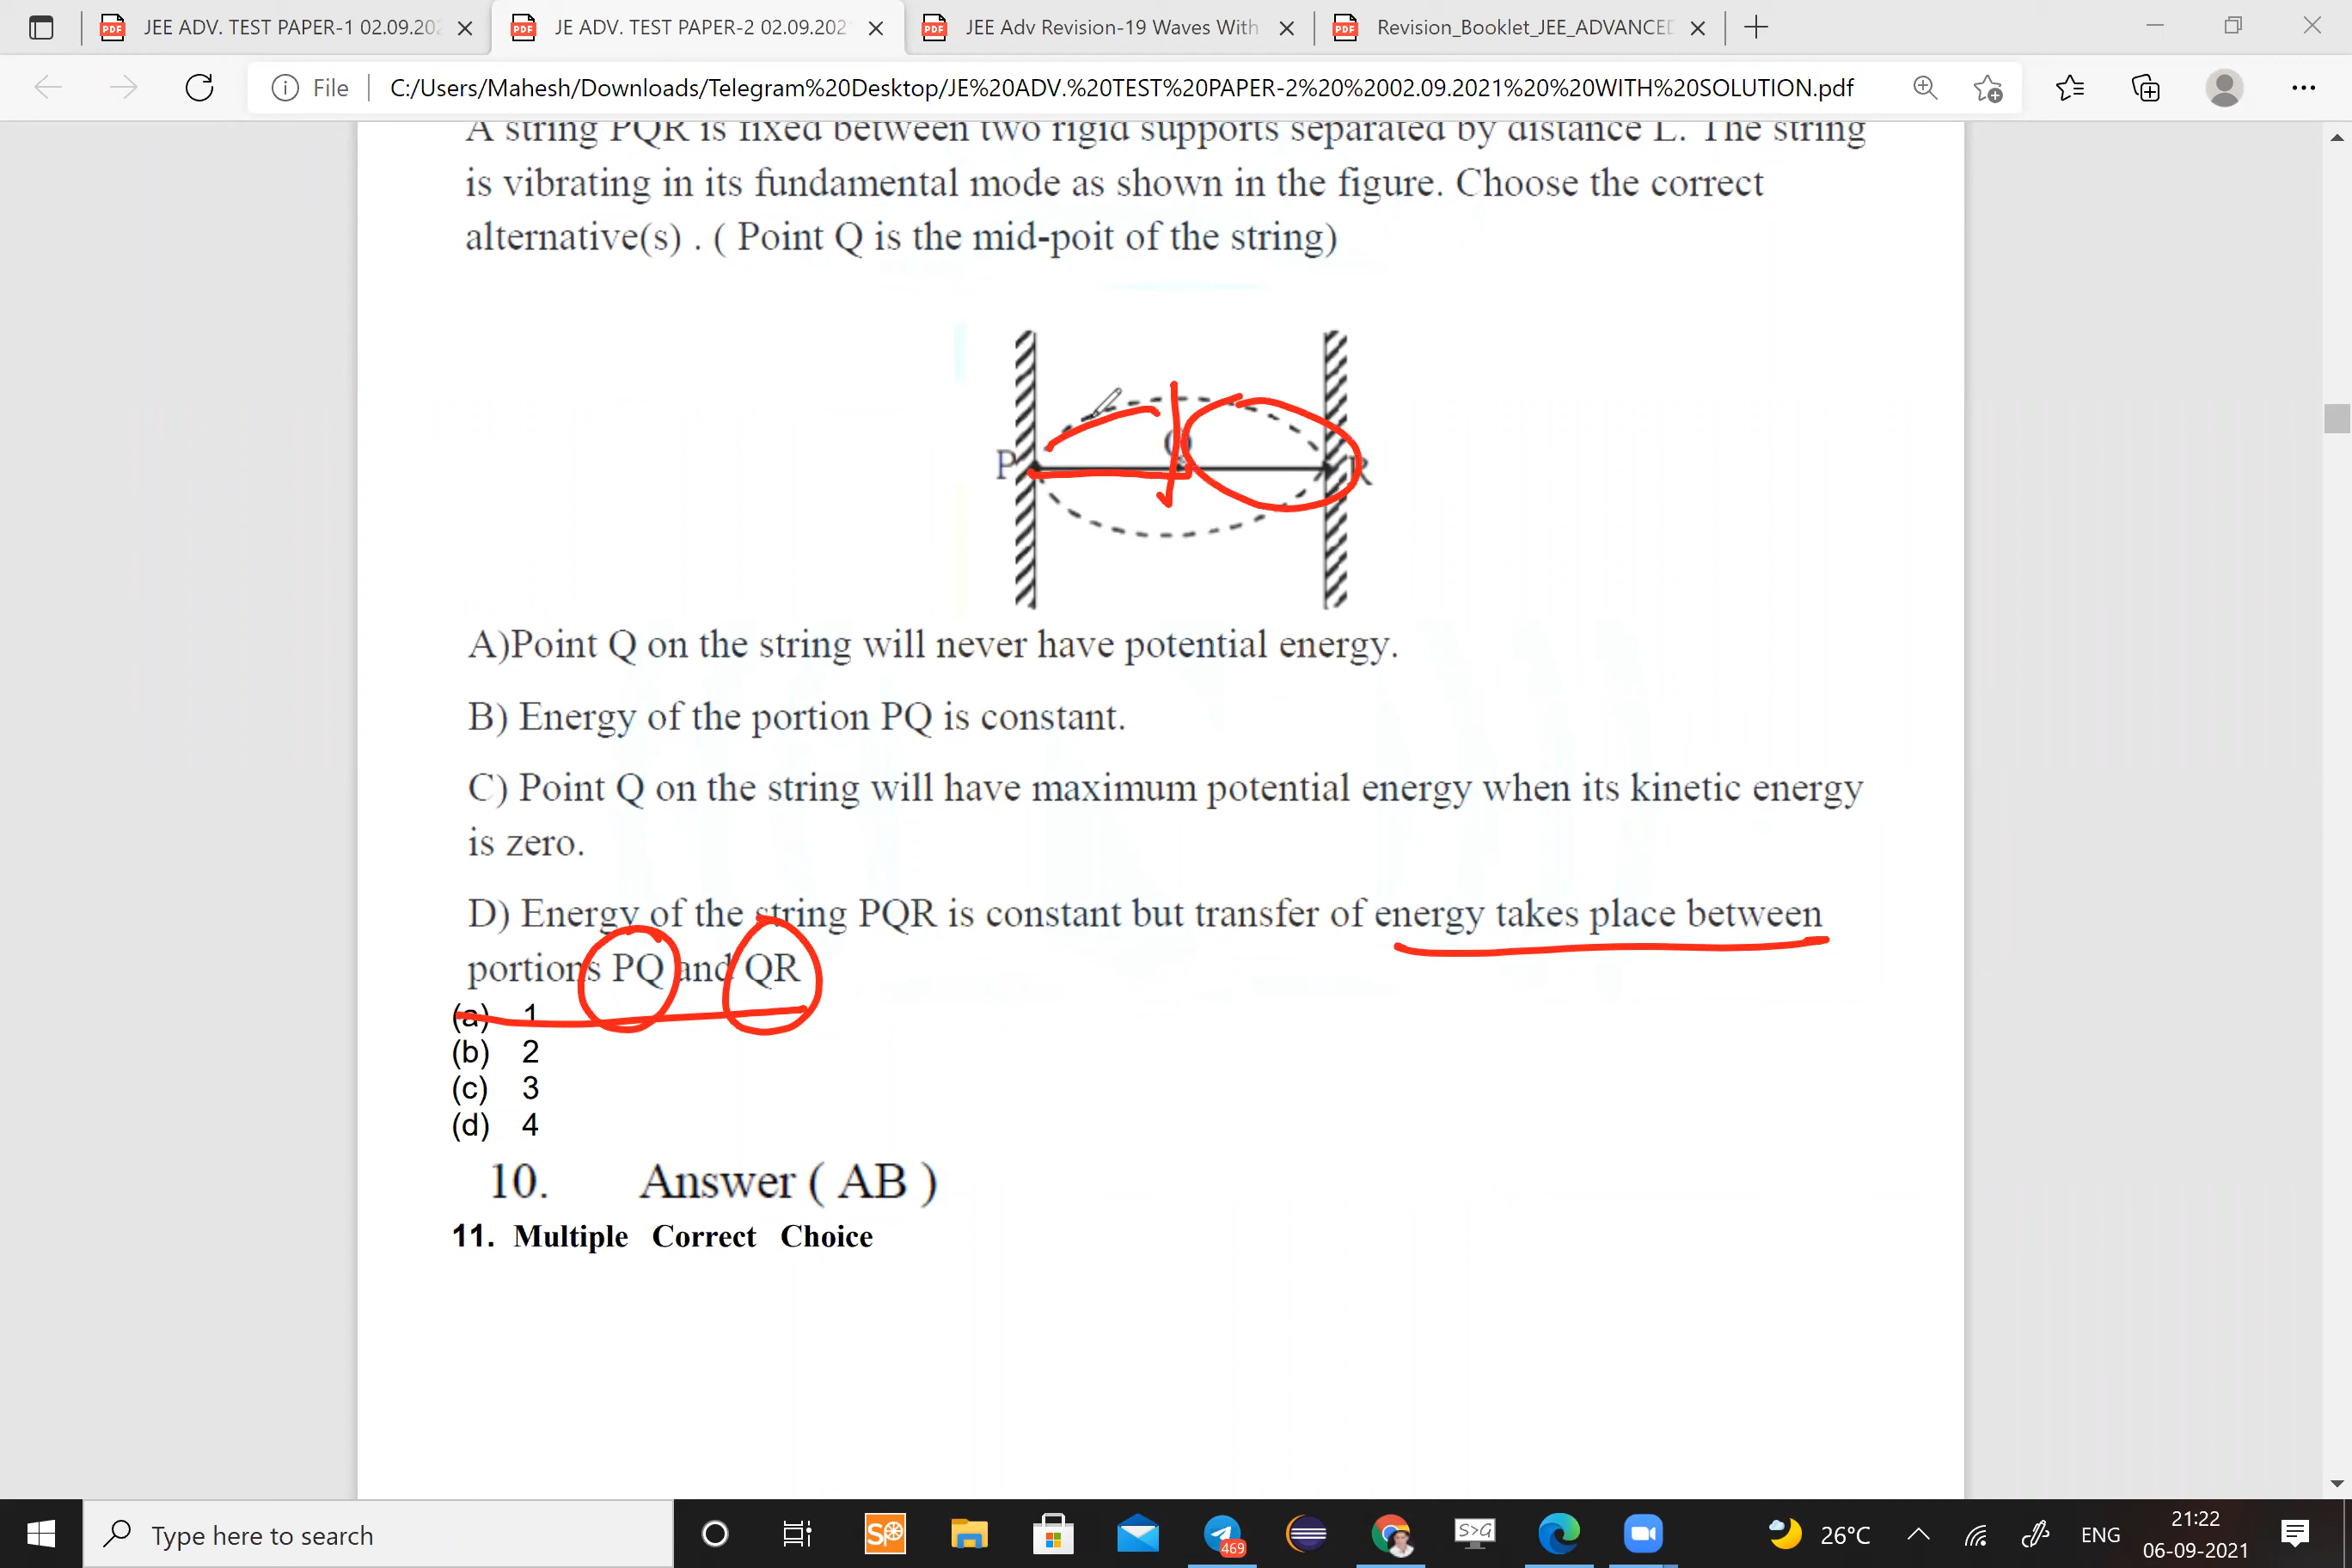 JEE ADV. TEST PAPER-1 02.09.202
JE ADV. TEST PAPER-2 02.09.202
JEE Adv Revision-19 Waves With
Revision_Booklet_JEE_ADVANCED
File
C:/Users/Mahesh/Downloads/Telegram%20Desktop/JE%20ADV.%20TEST%20PAPER-2%20%2002.09.2021%20%20WITH%20SOLUTION.pdf
A string PQR is fixed between two rigid supports separated by distance L. The string
is vibrating in its fundamental mode as shown in the figure. Choose the correct
alternative(s) . ( Point Q is the mid-poit of the string)
P Q R
A)Point Q on the string will never have potential energy.
B) Energy of the portion PQ is constant.
C) Point Q on the string will have maximum potential energy when its kinetic energy
is zero.
D) Energy of the string PQR is constant but transfer of energy takes place between
portions PQ and QR
(a) 1
(b) 2
(c) 3
(d) 4
10. Answer ( AB )
11. Multiple Correct Choice
Type here to search
SP
469
S>G
26°C
ENG
21:22
06-09-2021